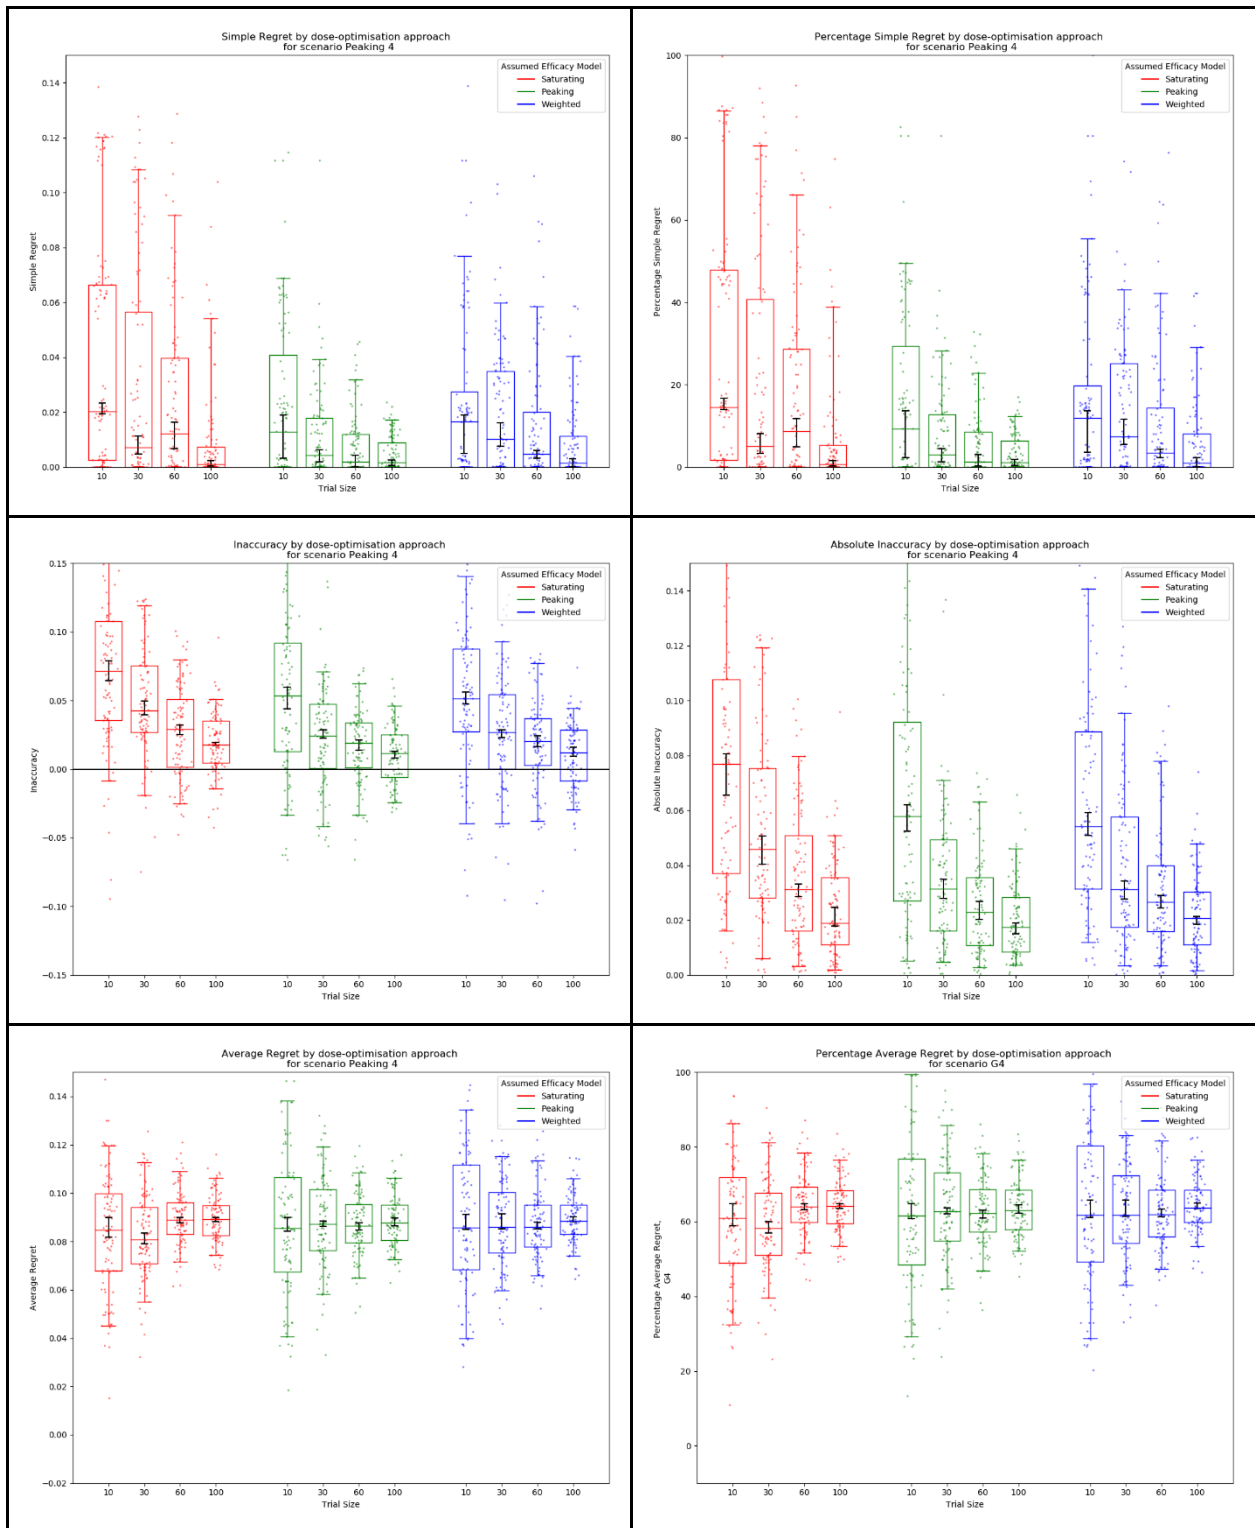 Simple Regret by dose-optimisation approach
for scenario Peaking 4
Assumed Efficacy Model
Saturating
Peaking
Weighted
Simple Regret
0.14
0.12
0.10
0.08
0.06
0.04
0.02
0.00
10 30 60 100 10 30 60 100 10 30 60 100
Trial Size
Percentage Simple Regret by dose-optimisation approach
for scenario Peaking 4
Assumed Efficacy Model
Saturating
Peaking
Weighted
Percentage Simple Regret
100
80
60
40
20
0
10 30 60 100 10 30 60 100 10 30 60 100
Trial Size
Inaccuracy by dose-optimisation approach
for scenario Peaking 4
Assumed Efficacy Model
Saturating
Peaking
Weighted
Inaccuracy
0.15
0.10
0.05
0.00
−0.05
−0.10
−0.15
10 30 60 100 10 30 60 100 10 30 60 100
Trial Size
Absolute Inaccuracy by dose-optimisation approach
for scenario Peaking 4
Assumed Efficacy Model
Saturating
Peaking
Weighted
Absolute Inaccuracy
0.14
0.12
0.10
0.08
0.06
0.04
0.02
0.00
10 30 60 100 10 30 60 100 10 30 60 100
Trial Size
Average Regret by dose-optimisation approach
for scenario Peaking 4
Assumed Efficacy Model
Saturating
Peaking
Weighted
Average Regret
0.14
0.12
0.10
0.08
0.06
0.04
0.02
0.00
−0.02
10 30 60 100 10 30 60 100 10 30 60 100
Trial Size
Percentage Average Regret by dose-optimisation approach
for scenario G4
Assumed Efficacy Model
Saturating
Peaking
Weighted
Percentage Average Regret,
G4
100
80
60
40
20
0
10 30 60 100 10 30 60 100 10 30 60 100
Trial Size